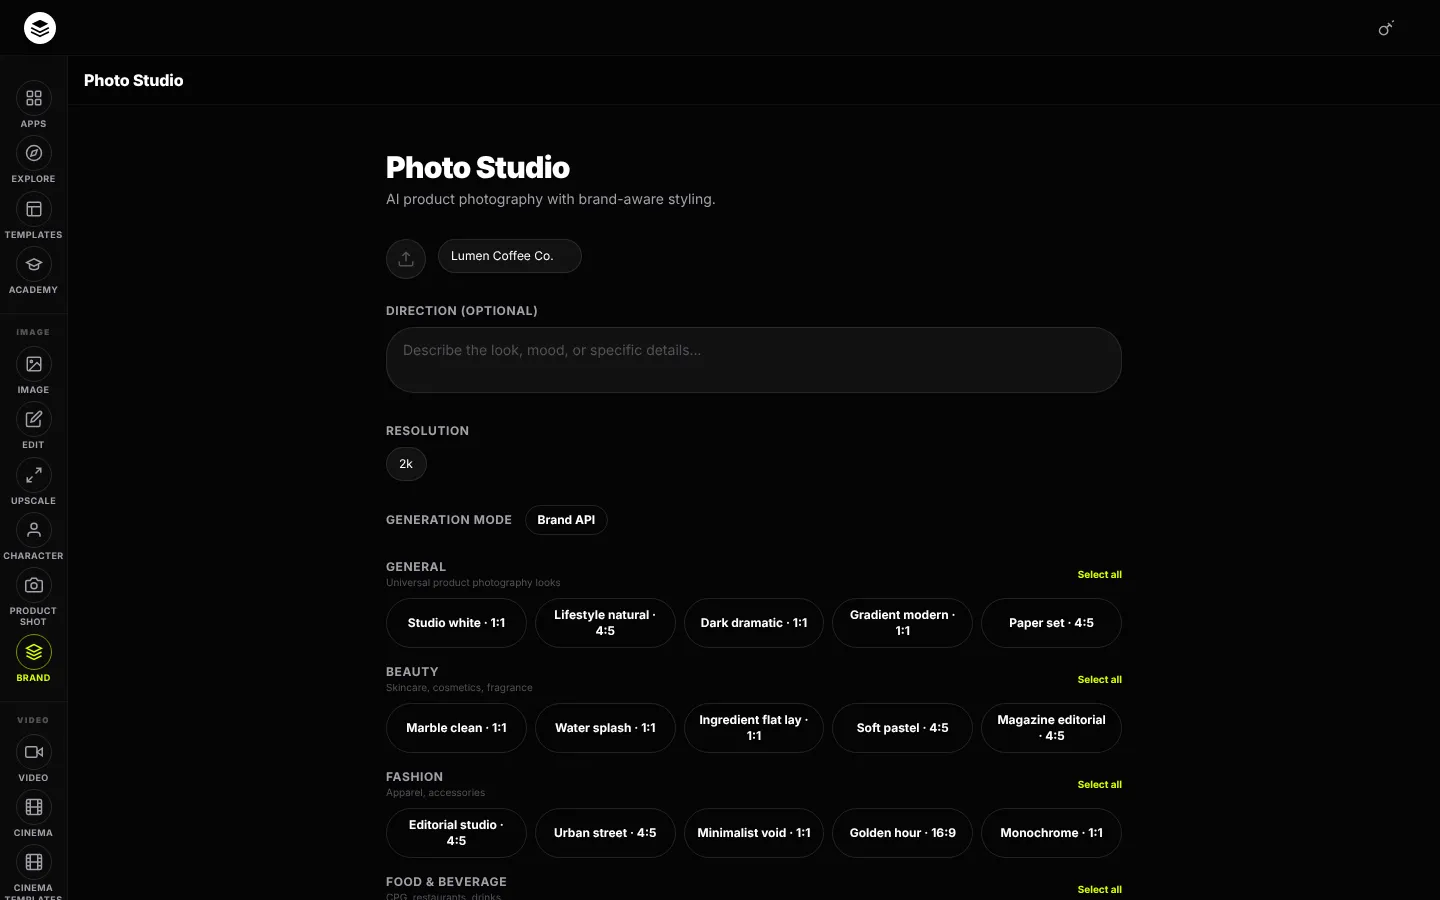 Photo Studio
APPS
EXPLORE
TEMPLATES
ACADEMY
IMAGE
IMAGE
EDIT
UPSCALE
CHARACTER
PRODUCT
SHOT
BRAND
VIDEO
VIDEO
CINEMA
CINEMA
TEMPLATES
Photo Studio
AI product photography with brand-aware styling.
Lumen Coffee Co.
DIRECTION (OPTIONAL)
Describe the look, mood, or specific details...
RESOLUTION
2k
GENERATION MODE Brand API
GENERAL
Universal product photography looks
Select all
Studio white · 1:1
Lifestyle natural ·
4:5
Dark dramatic · 1:1
Gradient modern ·
1:1
Paper set · 4:5
BEAUTY
Skincare, cosmetics, fragrance
Select all
Marble clean · 1:1
Water splash · 1:1
Ingredient flat lay ·
1:1
Soft pastel · 4:5
Magazine editorial
· 4:5
FASHION
Apparel, accessories
Select all
Editorial studio ·
4:5
Urban street · 4:5
Minimalist void · 1:1
Golden hour · 16:9
Monochrome · 1:1
FOOD & BEVERAGE
CPG, restaurants, drinks
Select all